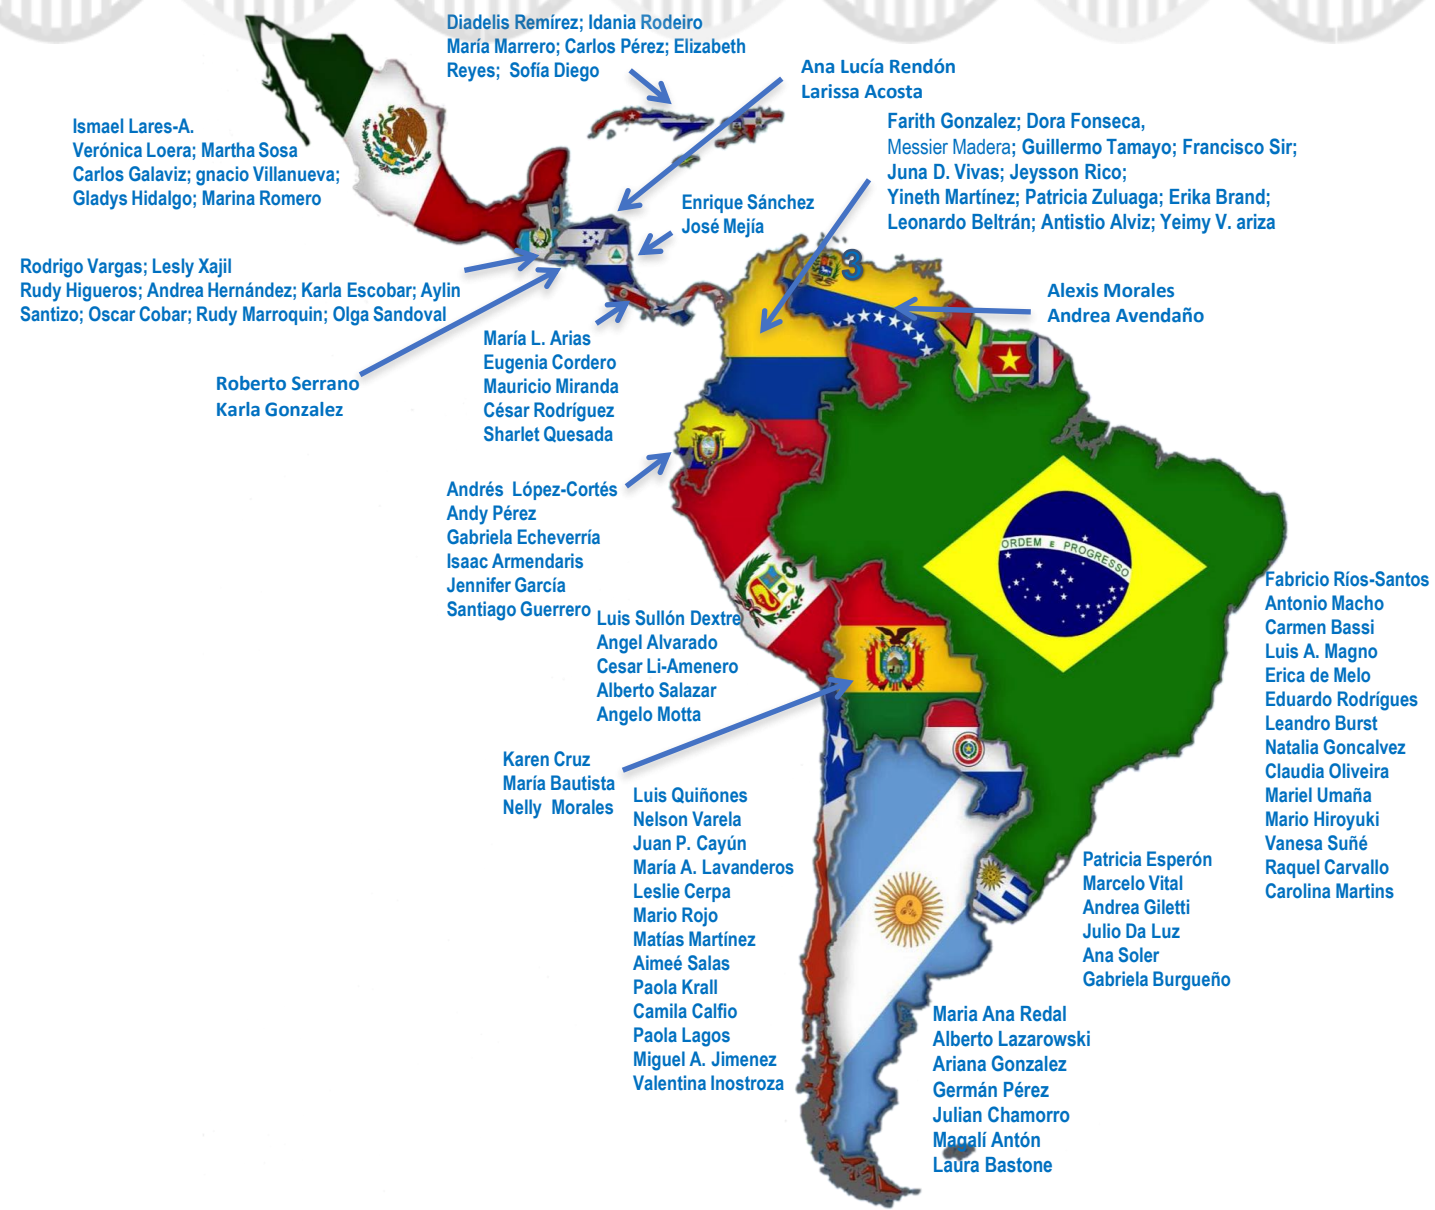 Diadelis Remírez; Idania Rodeiro
María Marrero; Carlos Pérez; Elizabeth
Reyes; Sofía Diego
Ana Lucía Rendón
Larissa Acosta
Ismael Lares-A.
Verónica Loera; Martha Sosa
Carlos Galaviz; gnacio Villanueva;
Gladys Hidalgo; Marina Romero
Farith Gonzalez; Dora Fonseca,
Messier Madera; Guillermo Tamayo; Francisco Sir;
Juna D. Vivas; Jeysson Rico;
Yineth Martínez; Patricia Zuluaga; Erika Brand;
Leonardo Beltrán; Antistio Alviz; Yeimy V. ariza
Enrique Sánchez
José Mejía
3
Rodrigo Vargas; Lesly Xajil
Rudy Higueros; Andrea Hernández; Karla Escobar; Aylin
Santizo; Oscar Cobar; Rudy Marroquin; Olga Sandoval
Alexis Morales
Andrea Avendaño
María L. Arias
Eugenia Cordero
Mauricio Miranda
César Rodríguez
Sharlet Quesada
Roberto Serrano
Karla Gonzalez
Andrés López-Cortés
Andy Pérez
Gabriela Echeverría
Isaac Armendaris
Jennifer García
Santiago Guerrero
ORDEM E PROGRESSO
Luis Sullón Dextre
Angel Alvarado
Cesar Li-Amenero
Alberto Salazar
Angelo Motta
Fabricio Ríos-Santos
Antonio Macho
Carmen Bassi
Luis A. Magno
Erica de Melo
Eduardo Rodrígues
Leandro Burst
Natalia Goncalvez
Claudia Oliveira
Mariel Umaña
Mario Hiroyuki
Vanesa Suñé
Raquel Carvallo
Carolina Martins
Karen Cruz
María Bautista
Nelly Morales
Luis Quiñones
Nelson Varela
Juan P. Cayún
María A. Lavanderos
Leslie Cerpa
Mario Rojo
Matías Martínez
Aimeé Salas
Paola Krall
Camila Calfio
Paola Lagos
Miguel A. Jimenez
Valentina Inostroza
Patricia Esperón
Marcelo Vital
Andrea Giletti
Julio Da Luz
Ana Soler
Gabriela Burgueño
Maria Ana Redal
Alberto Lazarowski
Ariana Gonzalez
Germán Pérez
Julian Chamorro
Magalí Antón
Laura Bastone